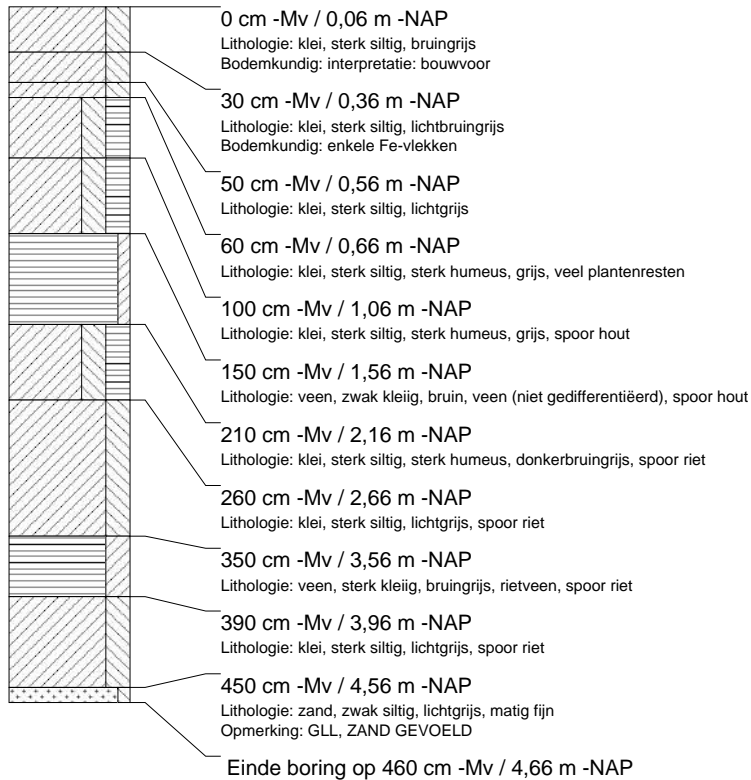 0 cm -Mv / 0,06 m -NAP
Lithologie: klei, sterk siltig, bruingrijs
Bodemkundig: interpretatie: bouwvoor
30 cm -Mv / 0,36 m -NAP
Lithologie: klei, sterk siltig, lichtbruingrijs
Bodemkundig: enkele Fe-vlekken
50 cm -Mv / 0,56 m -NAP
Lithologie: klei, sterk siltig, lichtgrijs
60 cm -Mv / 0,66 m -NAP
Lithologie: klei, sterk siltig, sterk humeus, grijs, veel plantenresten
100 cm -Mv / 1,06 m -NAP
Lithologie: klei, sterk siltig, sterk humeus, grijs, spoor hout
150 cm -Mv / 1,56 m -NAP
Lithologie: veen, zwak kleiig, bruin, veen (niet gedifferentiëerd), spoor hout
210 cm -Mv / 2,16 m -NAP
Lithologie: klei, sterk siltig, sterk humeus, donkerbruingrijs, spoor riet
260 cm -Mv / 2,66 m -NAP
Lithologie: klei, sterk siltig, lichtgrijs, spoor riet
350 cm -Mv / 3,56 m -NAP
Lithologie: veen, sterk kleiig, bruingrijs, rietveen, spoor riet
390 cm -Mv / 3,96 m -NAP
Lithologie: klei, sterk siltig, lichtgrijs, spoor riet
450 cm -Mv / 4,56 m -NAP
Lithologie: zand, zwak siltig, lichtgrijs, matig fijn
Opmerking: GLL, ZAND GEVOELD
Einde boring op 460 cm -Mv / 4,66 m -NAP